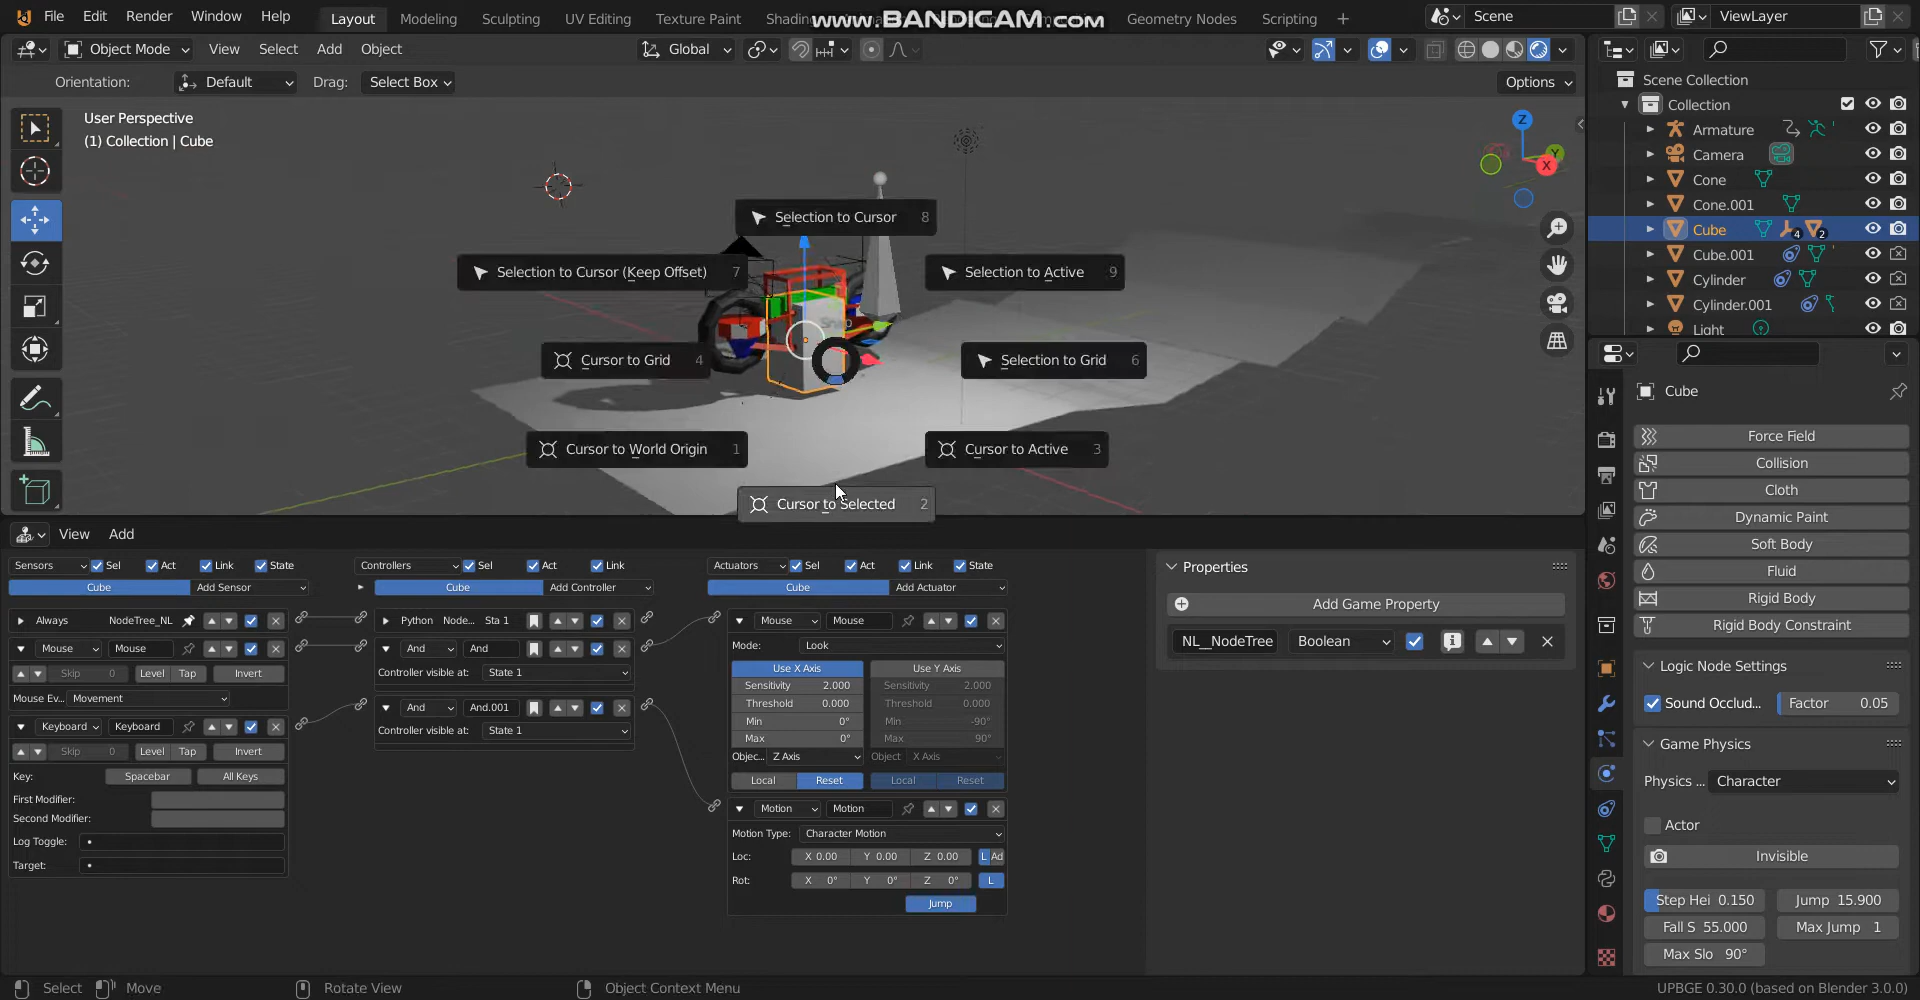 File Edit Render Window Help Layout Modeling Sculpting UV Editing Texture Paint Shading www.BANDICAM.com Geometry Nodes Scripting Scene ViewLayer
Object Mode View Select Add Object Global
Orientation: Default Drag: Select Box Options
User Perspective
(1) Collection | Cube
Selection to Cursor 8
Selection to Cursor (Keep Offset) 7
Selection to Active 9
Snap
Cursor to Grid 4
Selection to Grid 6
Cursor to World Origin 1
Cursor to Active 3
Cursor to Selected 2
Z
Y
X
Scene Collection
Collection
Armature
Camera
Cone
Cone.001
Cube 4 2
Cube.001
Cylinder
Cylinder.001
Light
View Add
Sensors Sel Act Link State Controllers Sel Act Link Actuators Sel Act Link State
Cube Add Sensor Cube Add Controller Cube Add Actuator
Always NodeTree_NL Python Node... Sta 1 Mouse Mouse
Mouse Mouse And And Mode: Look
Skip 0 Level Tap Invert Controller visible at: State 1 Use X Axis Use Y Axis
Mouse Ev... Movement And And.001 Sensitivity 2.000 Sensitivity 2.000
Threshold 0.000 Threshold 0.000
Keyboard Keyboard Controller visible at: State 1 Min 0° Min -90°
Max 0° Max 90°
Skip 0 Level Tap Invert Objec... Z Axis Object X Axis
Key: Spacebar All Keys Local Reset Local Reset
First Modifier: Motion Motion
Second Modifier: Motion Type: Character Motion
Log Toggle: Loc: X 0.00 Y 0.00 Z 0.00 L Ad
Target: Rot: X 0° Y 0° Z 0° L
Jump
Properties
Add Game Property
NL__NodeTree Boolean
Cube
Force Field
Collision
Cloth
Dynamic Paint
Soft Body
Fluid
Rigid Body
Rigid Body Constraint
Logic Node Settings
Sound Occlud... Factor 0.05
Game Physics
Physics ... Character
Actor
Invisible
Step Hei 0.150 Jump 15.900
Fall S 55.000 Max Jump 1
Max Slo 90°
Select Move Rotate View Object Context Menu UPBGE 0.30.0 (based on Blender 3.0.0)